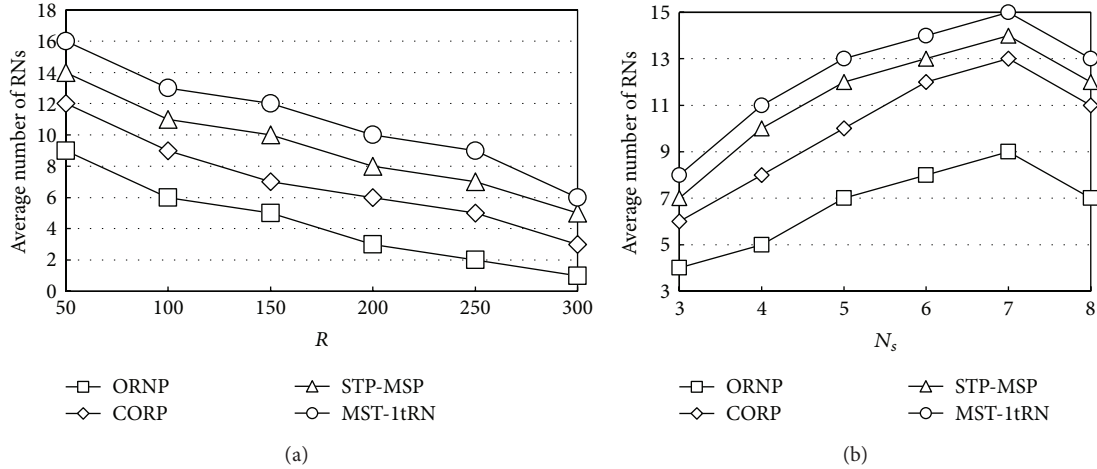 18
16
14
12
10
8
6
4
2
0
Average number of RNs
50 100 150 200 250 300
R
ORNP STP-MSP
CORP MST-1tRN
(a)
15
13
11
9
7
5
3
Average number of RNs
3 4 5 6 7 8
Ns
ORNP STP-MSP
CORP MST-1tRN
(b)